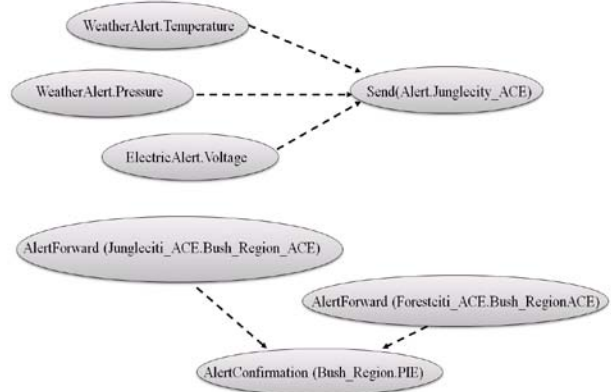 WeatherAlert.Temperature
WeatherAlert.Pressure
Send(Alert.Junglecity_ACE)
ElectricAlert.Voltage
AlertForward (Jungleciti_ACE.Bush_Region_ACE)
AlertForward (Forestciti_ACE.Bush_RegionACE)
AlertConfirmation (Bush_Region.PIE)